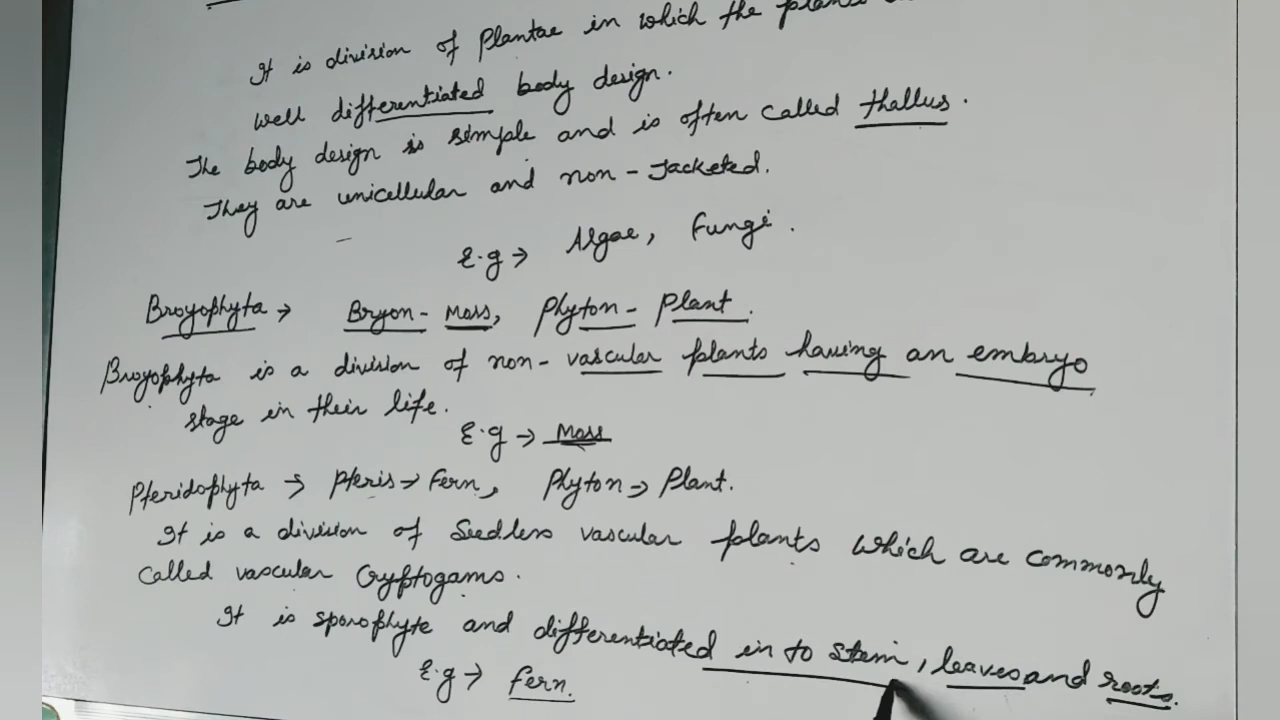 It is division of Plantae in which the plants
well differentiated body design.
The body design is simple and is often called thallus.
They are unicellular and non-Jacketed.
E.g → Algae, Fungi.
Broyophyta → Bryon- Moss, Phyton- Plant.
Broyophyta is a division of non-vascular plants having an embryo
stage in their life.
E.g → Moss
Pteridophyta → Pteris → Fern, Phyton → Plant.
It is a division of Seedless vascular plants which are commonly
called vascular Cryptogams.
It is sporophyte and differentiated in to stem, leaves and roots.
E.g → Fern.